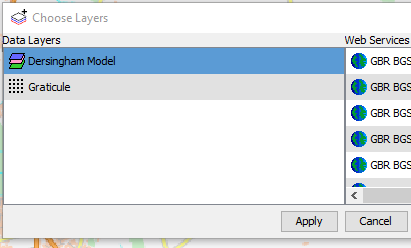 Choose Layers
Data Layers
Web Services
Dersingham Model
Graticule
GBR BGS
GBR BGS
GBR BGS
GBR BGS
GBR BGS
Apply
Cancel